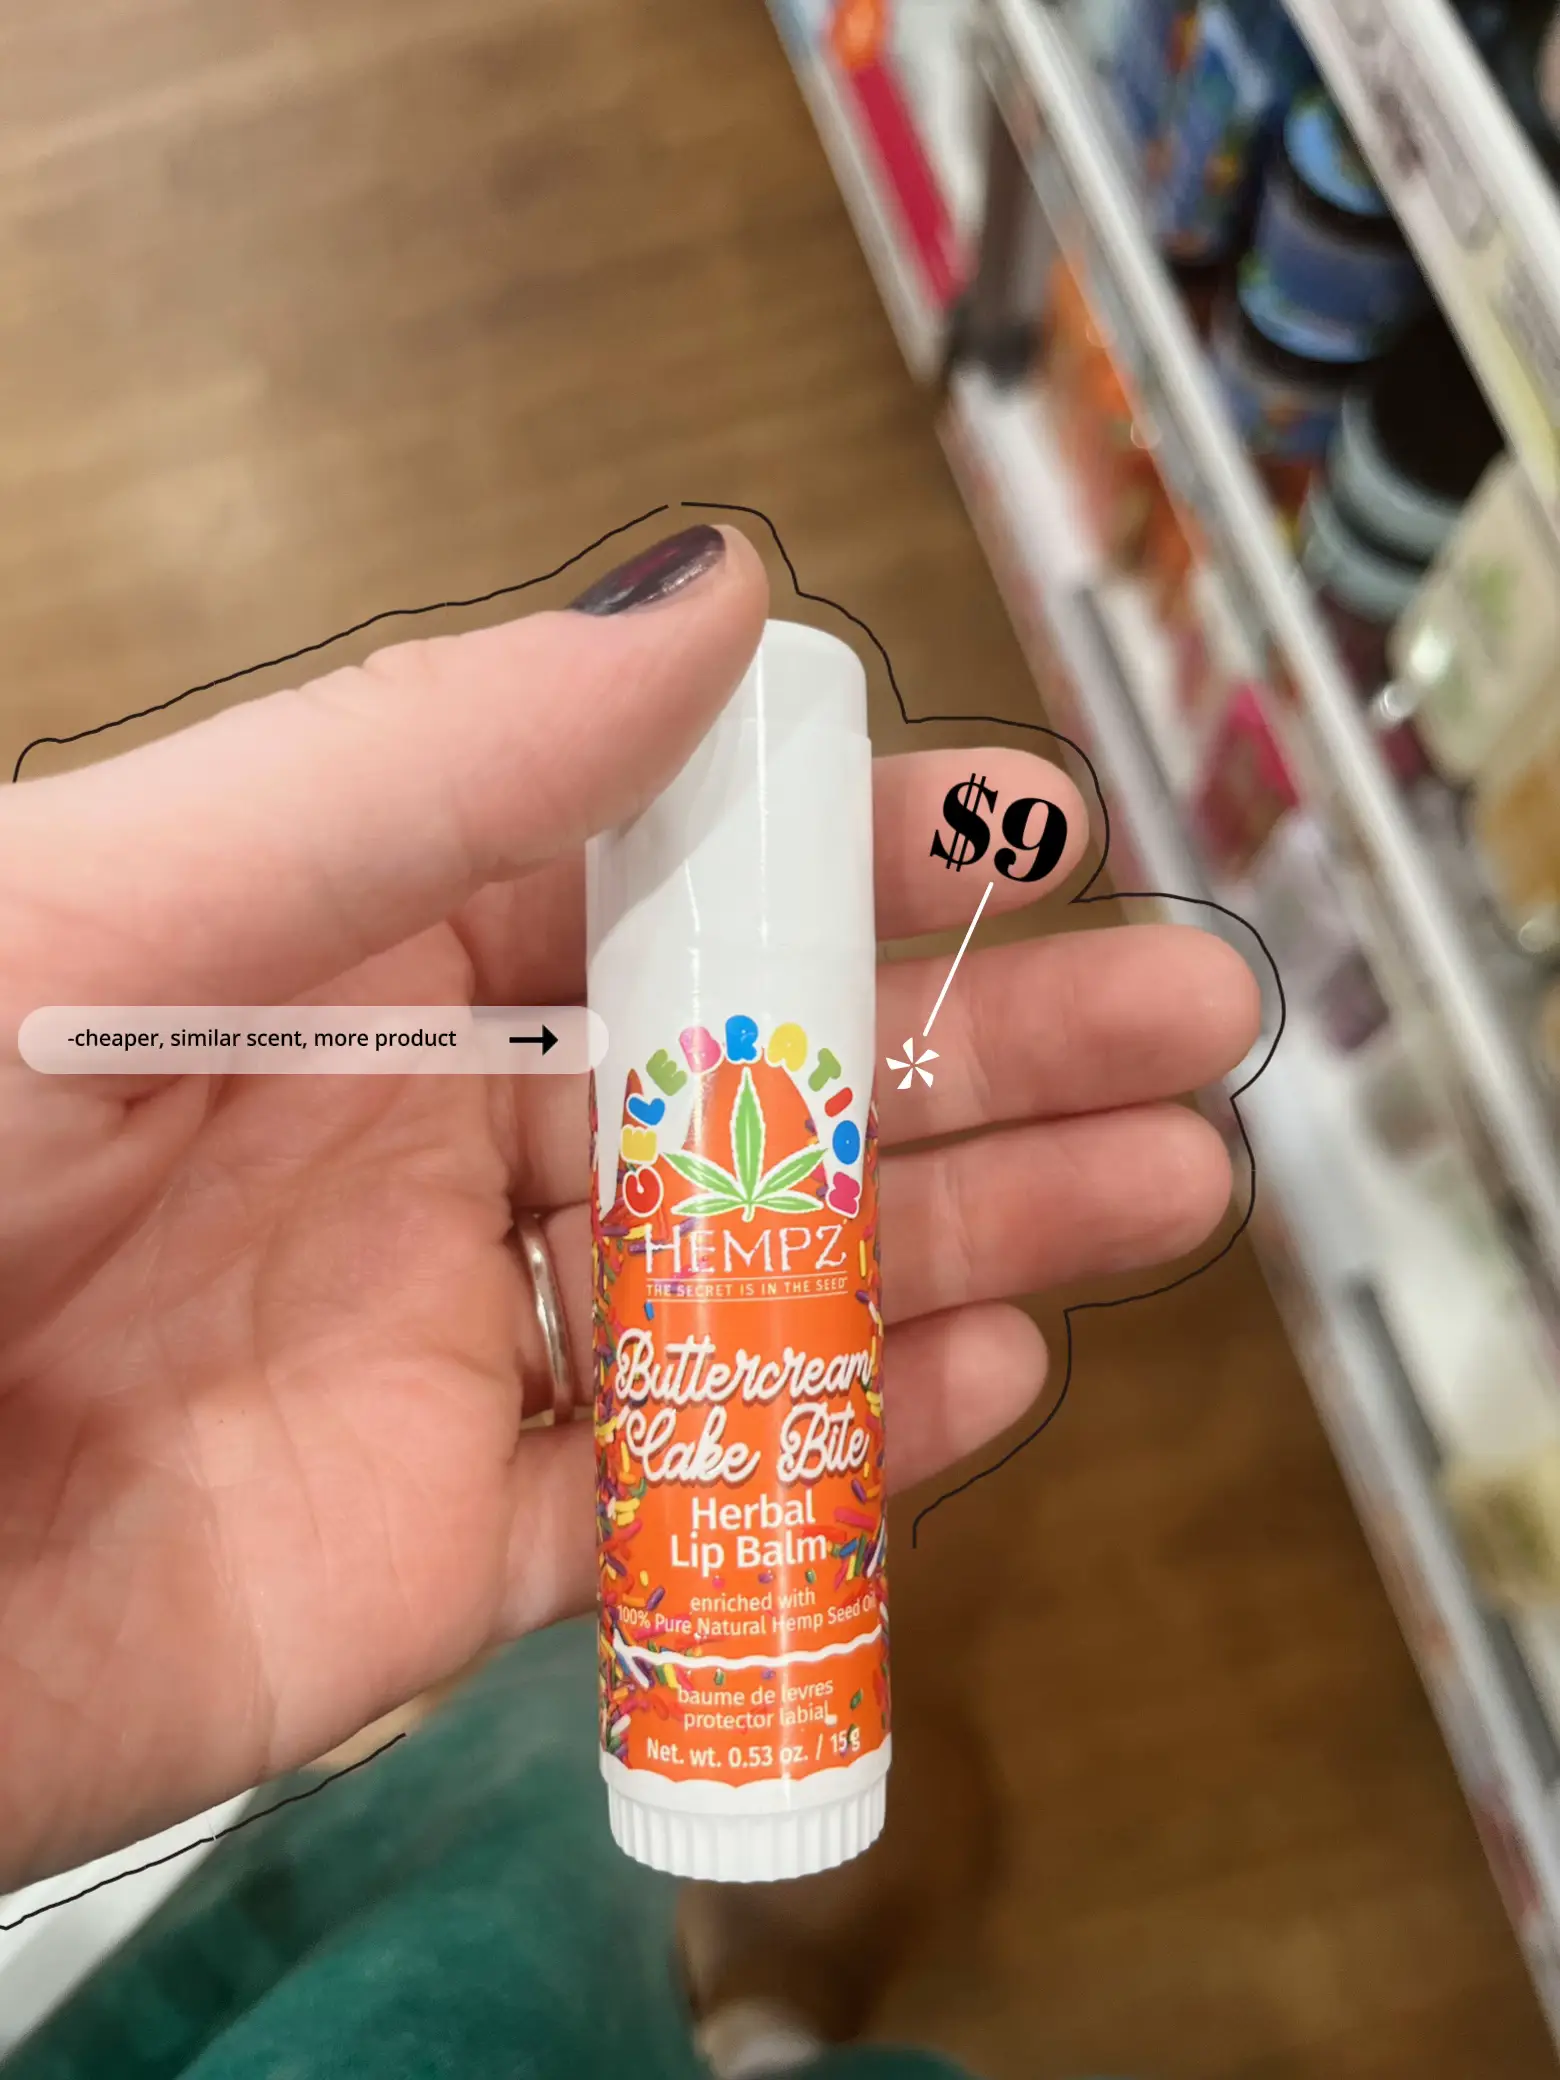 $9
-cheaper, similar scent, more product
CELEBRATION
HEMPZ
THE SECRET IS IN THE SEED
Buttercream
Cake Bite
Herbal
Lip Balm
enriched with
100% Pure Natural Hemp Seed Oil
baume de levres
protector labial
Net. wt. 0.53 oz. / 15 g